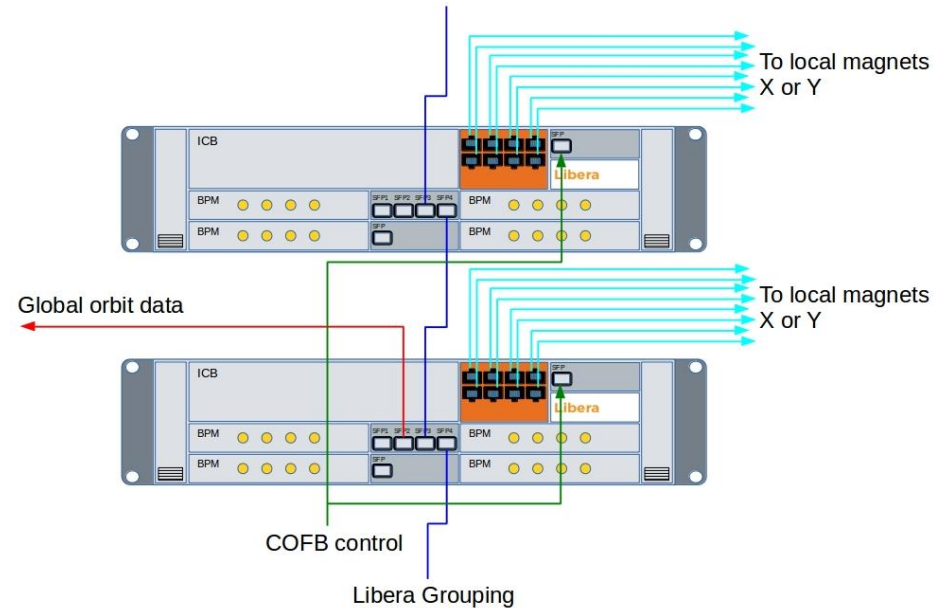 To local magnets
X or Y
ICB
SFP
Libera
BPM
SFP1 SFP2 SFP3 SFP4
BPM
BPM
SFP
BPM
Global orbit data
To local magnets
X or Y
ICB
SFP
Libera
BPM
SFP1 SFP2 SFP3 SFP4
BPM
BPM
SFP
BPM
COFB control
Libera Grouping